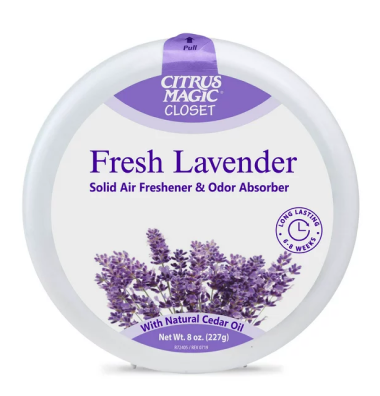 Pull
CITRUS
MAGIC®
CLOSET
Fresh Lavender
Solid Air Freshener & Odor Absorber
LONG LASTING
6-8 WEEKS
With Natural Cedar Oil
Net Wt. 8 oz. (227g)